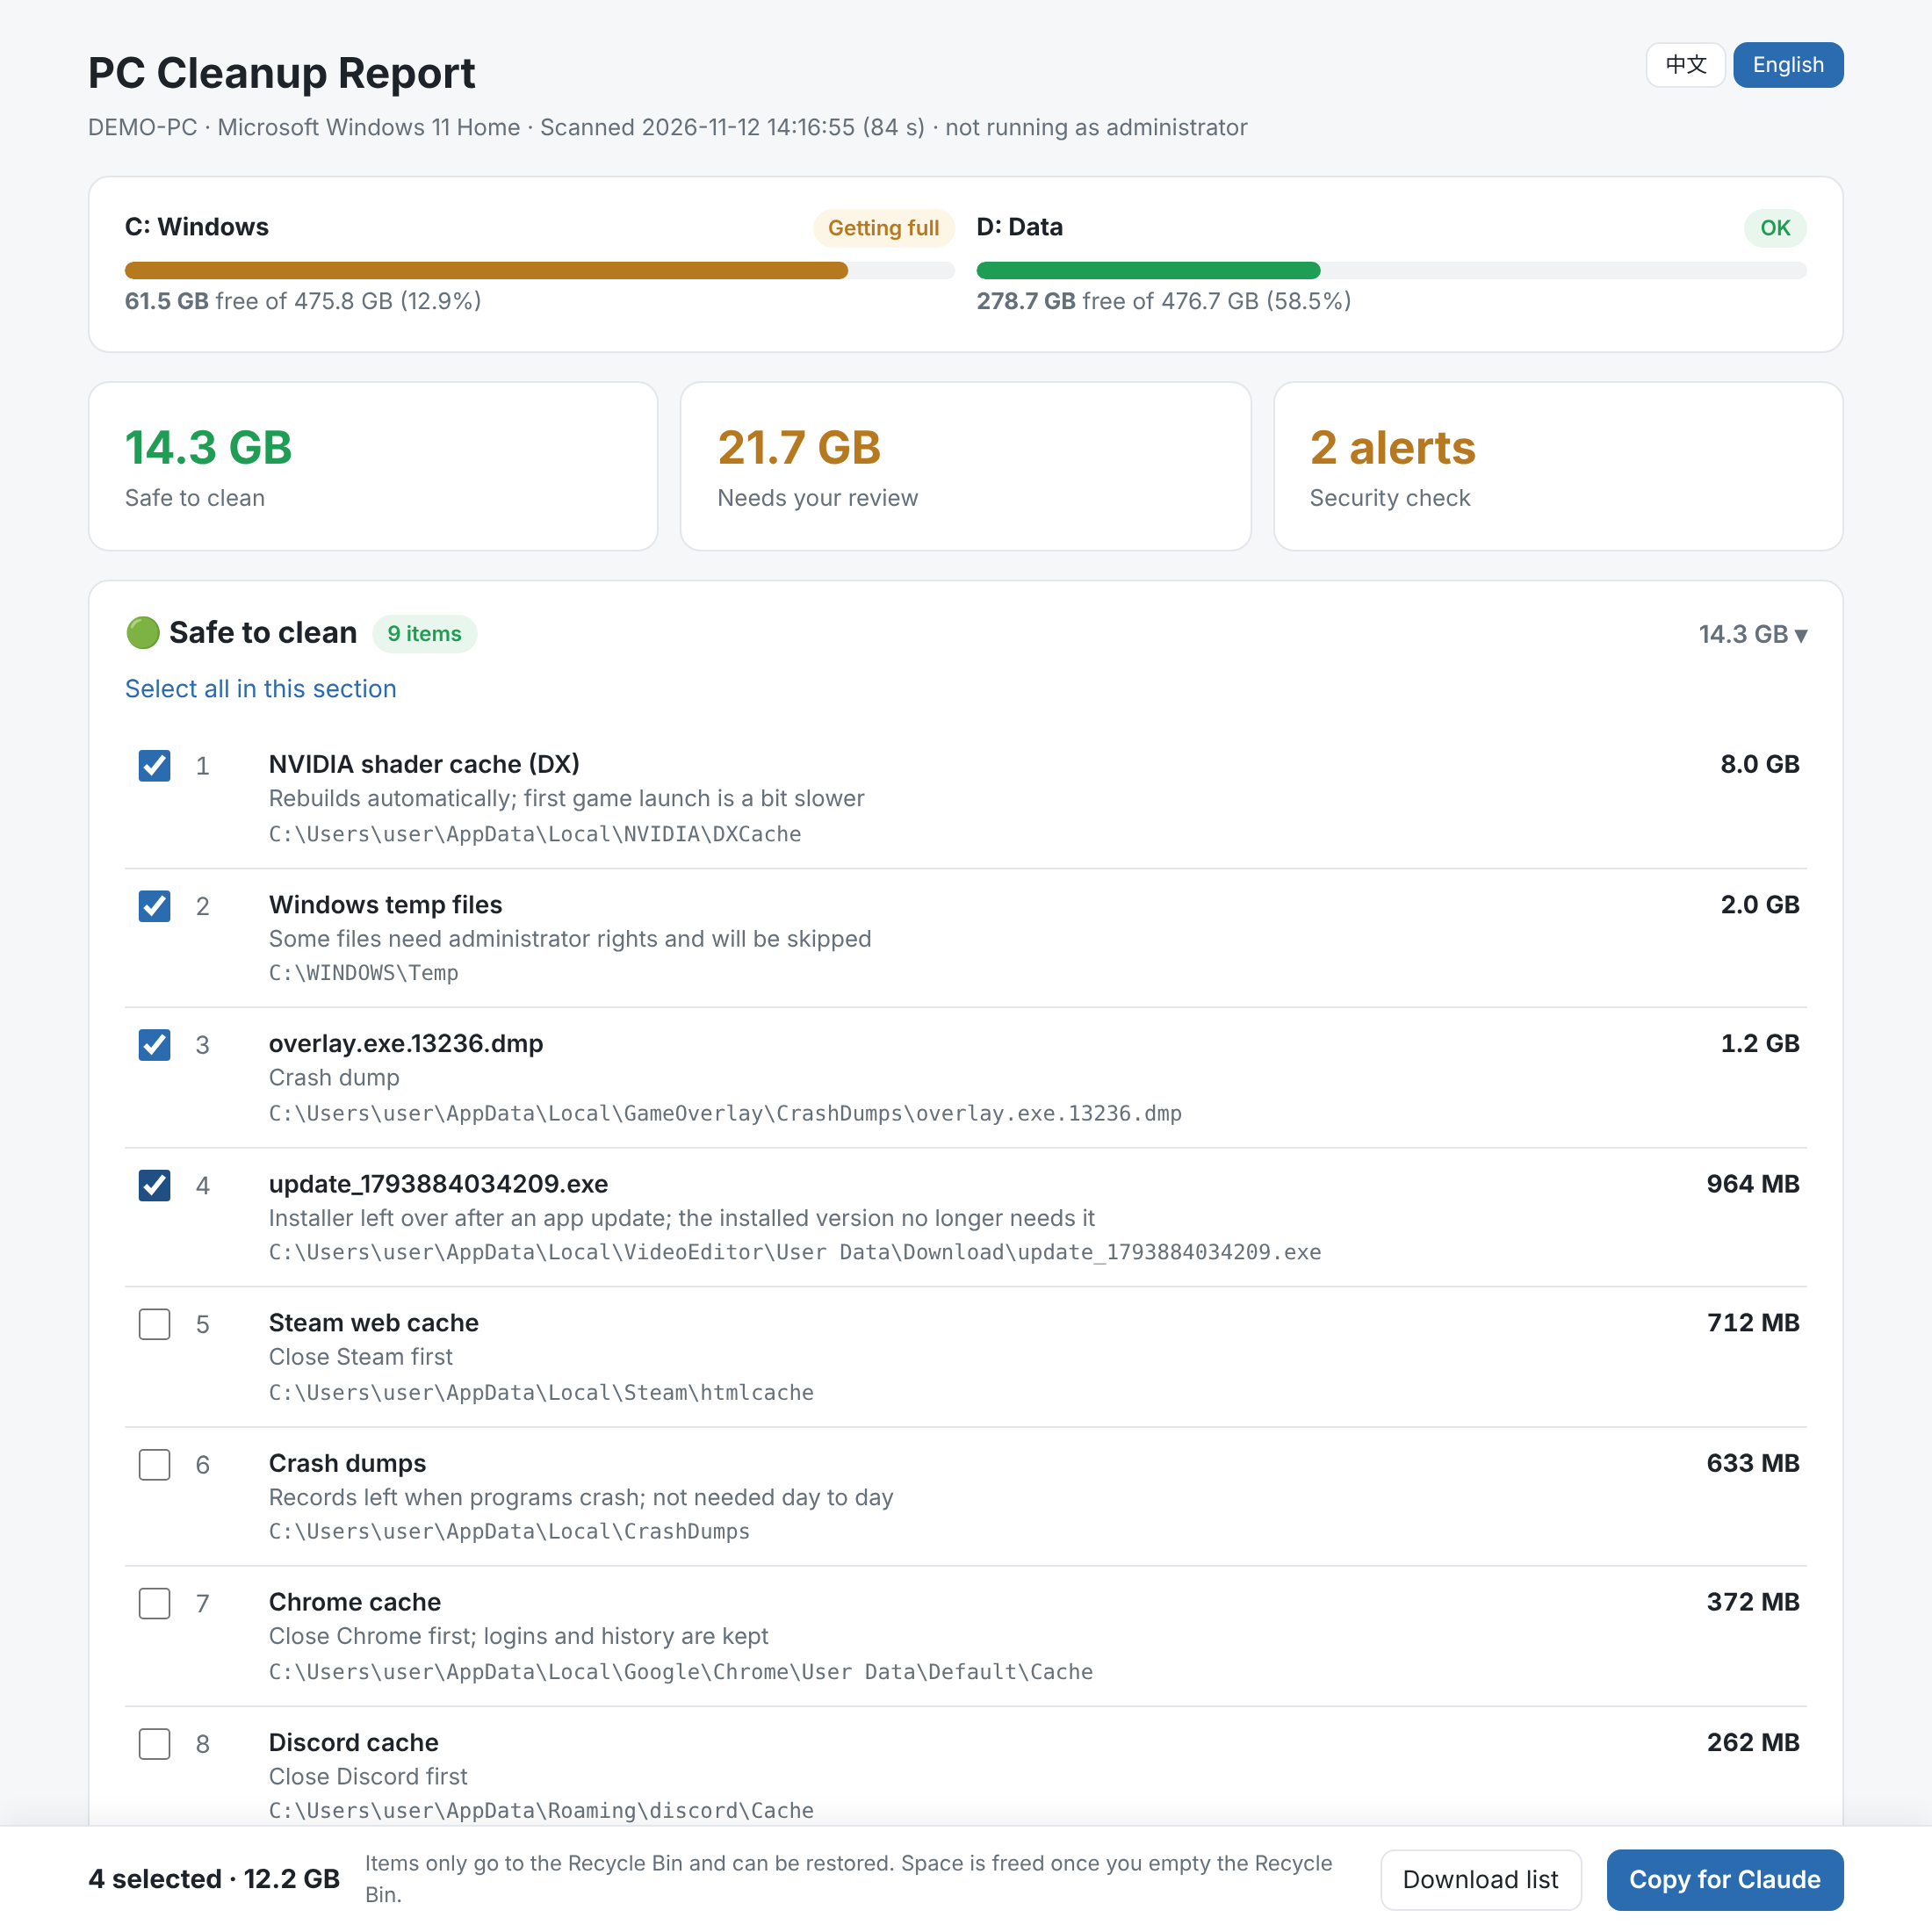 PC Cleanup Report
中文
English
DEMO-PC · Microsoft Windows 11 Home · Scanned 2026-11-12 14:16:55 (84 s) · not running as administrator
C: Windows
Getting full
61.5 GB free of 475.8 GB (12.9%)
D: Data
OK
278.7 GB free of 476.7 GB (58.5%)
14.3 GB
Safe to clean
21.7 GB
Needs your review
2 alerts
Security check
Safe to clean
9 items
14.3 GB ▾
Select all in this section
1 NVIDIA shader cache (DX) 8.0 GB
Rebuilds automatically; first game launch is a bit slower
C:\Users\user\AppData\Local\NVIDIA\DXCache
2 Windows temp files 2.0 GB
Some files need administrator rights and will be skipped
C:\WINDOWS\Temp
3 overlay.exe.13236.dmp 1.2 GB
Crash dump
C:\Users\user\AppData\Local\GameOverlay\CrashDumps\overlay.exe.13236.dmp
4 update_1793884034209.exe 964 MB
Installer left over after an app update; the installed version no longer needs it
C:\Users\user\AppData\Local\VideoEditor\User Data\Download\update_1793884034209.exe
5 Steam web cache 712 MB
Close Steam first
C:\Users\user\AppData\Local\Steam\htmlcache
6 Crash dumps 633 MB
Records left when programs crash; not needed day to day
C:\Users\user\AppData\Local\CrashDumps
7 Chrome cache 372 MB
Close Chrome first; logins and history are kept
C:\Users\user\AppData\Local\Google\Chrome\User Data\Default\Cache
8 Discord cache 262 MB
Close Discord first
C:\Users\user\AppData\Roaming\discord\Cache
4 selected · 12.2 GB
Items only go to the Recycle Bin and can be restored. Space is freed once you empty the Recycle
Bin.
Download list
Copy for Claude